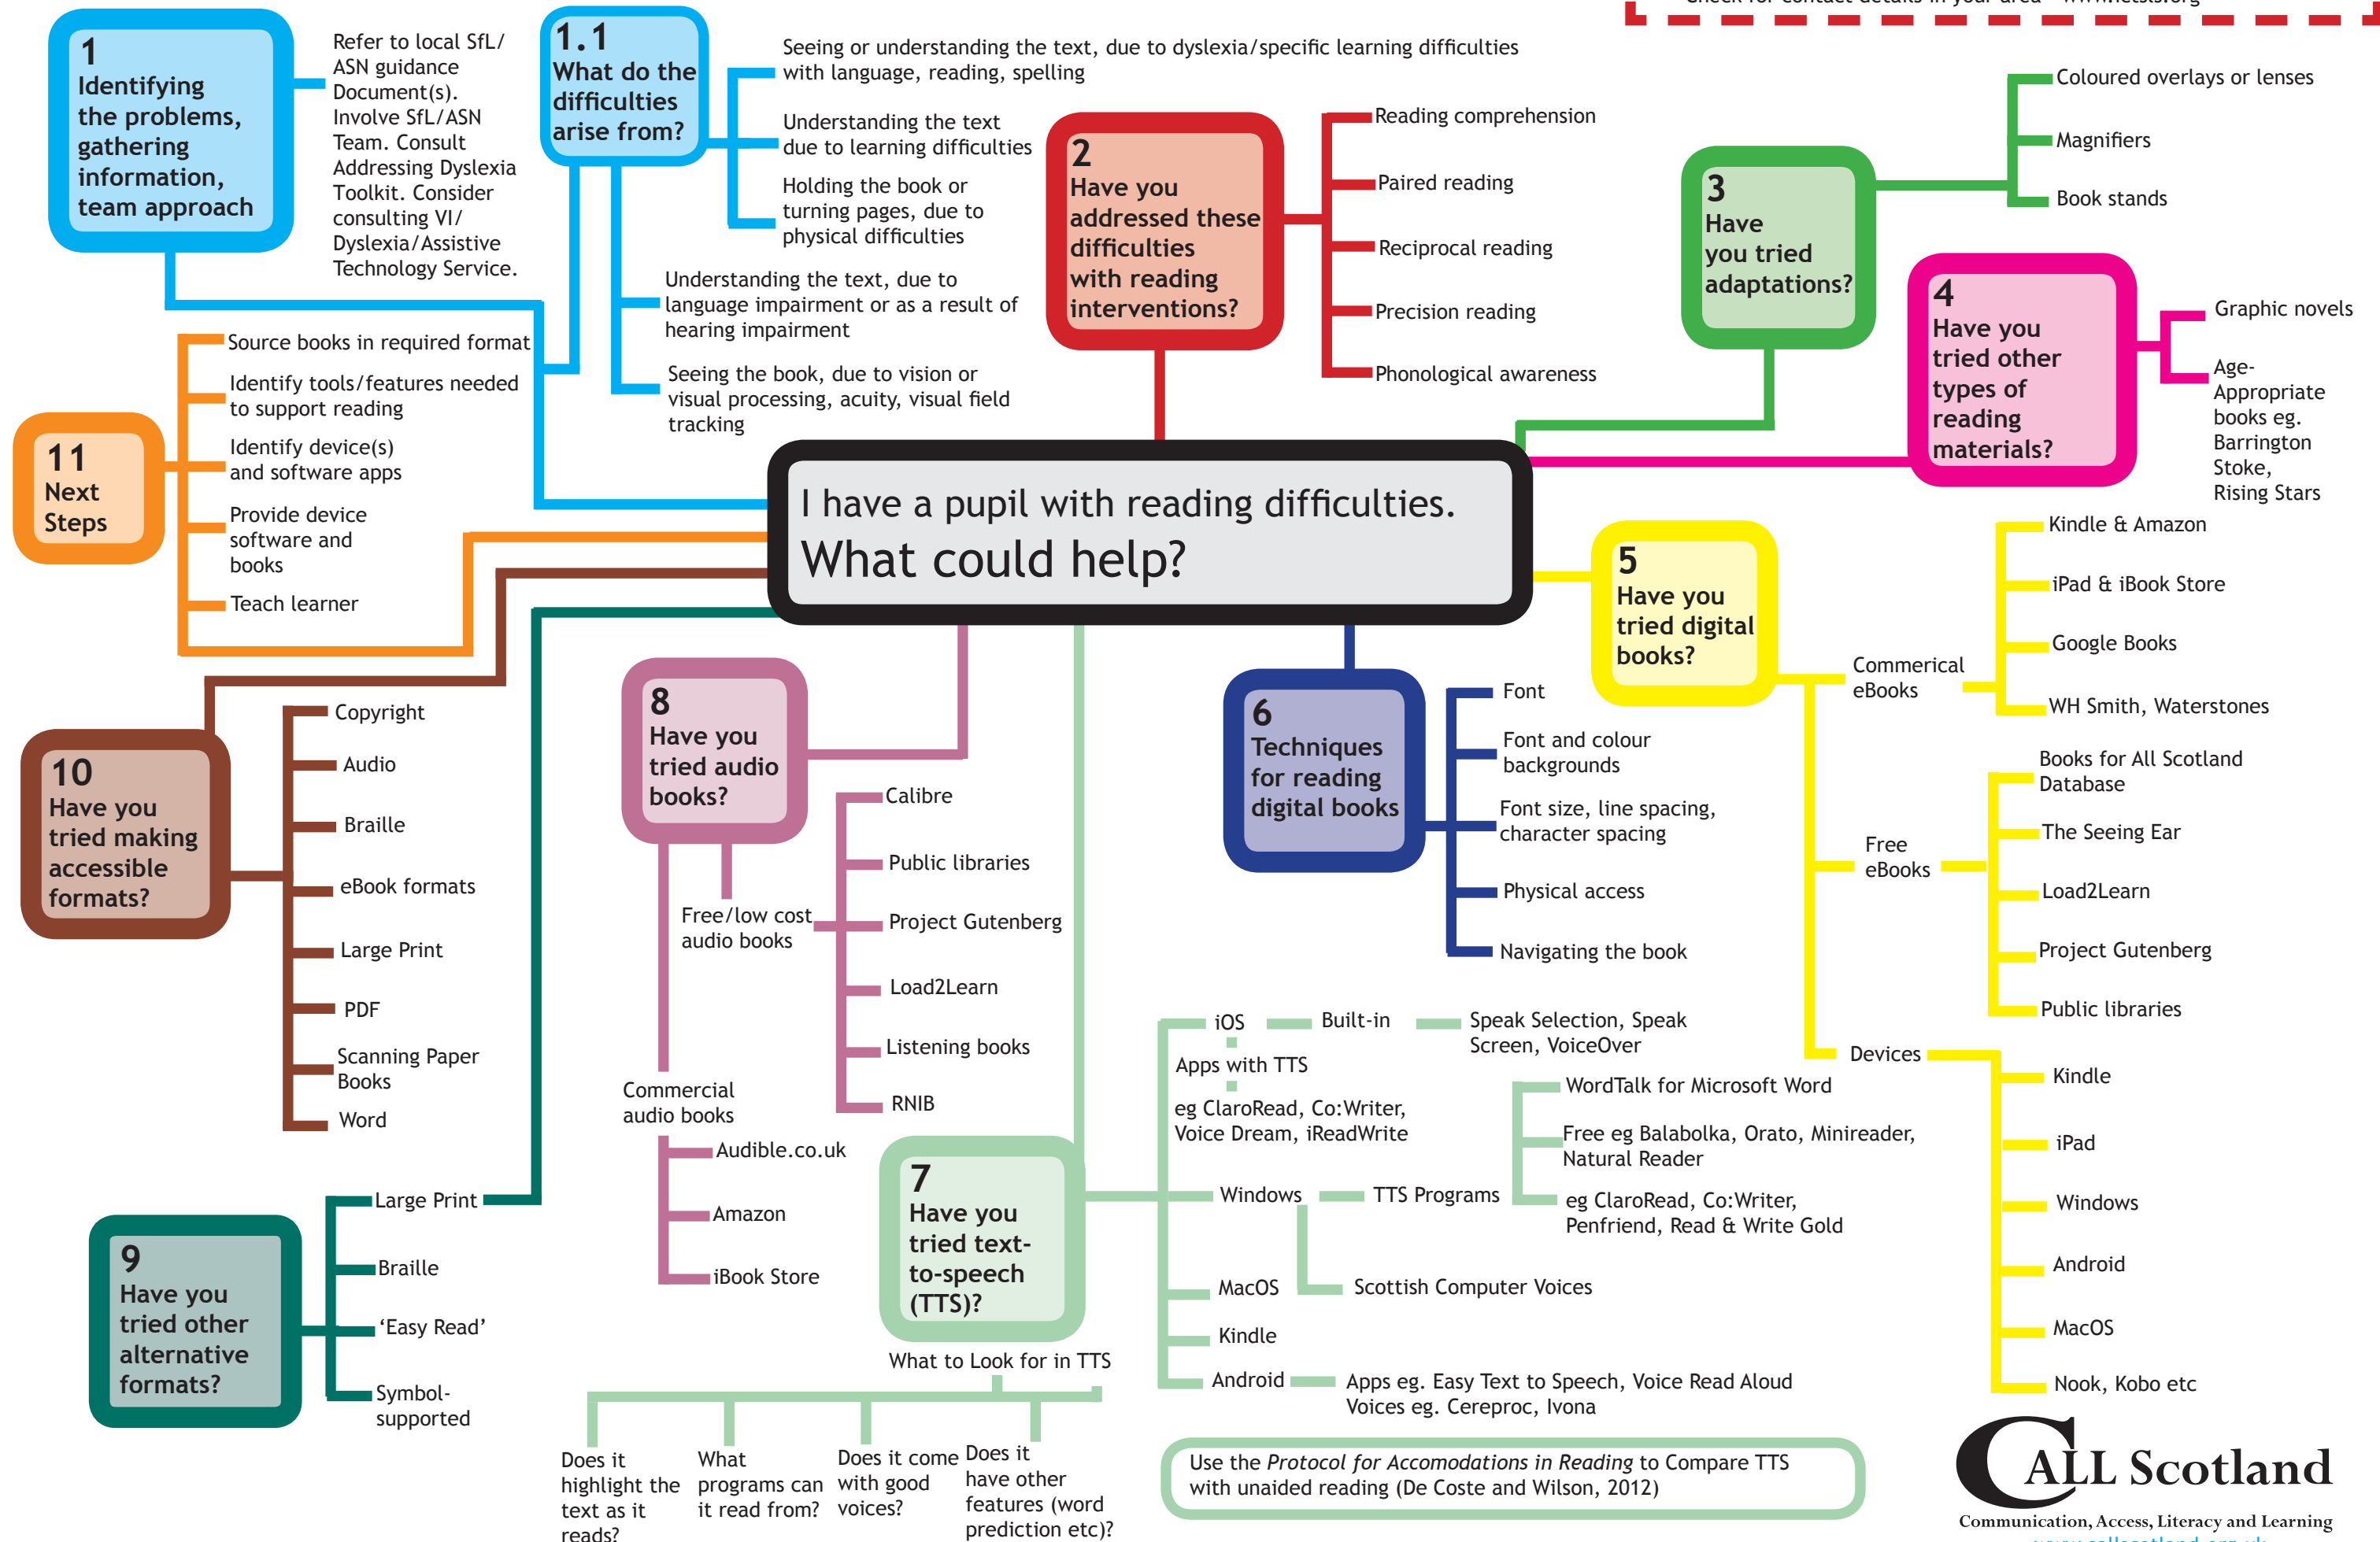 Check for contact details in your area - www.ictsls.org
1
Identifying
the problems,
gathering
information,
team approach
Refer to local SfL/
ASN guidance
Document(s).
Involve SfL/ASN
Team. Consult
Addressing Dyslexia
Toolkit. Consider
consulting VI/
Dyslexia/Assistive
Technology Service.
1.1
What do the
difficulties
arise from?
Seeing or understanding the text, due to dyslexia/specific learning difficulties
with language, reading, spelling
Understanding the text
due to learning difficulties
Holding the book or
turning pages, due to
physical difficulties
Understanding the text, due to
language impairment or as a result of
hearing impairment
Seeing the book, due to vision or
visual processing, acuity, visual field
tracking
2
Have you
addressed these
difficulties
with reading
interventions?
Reading comprehension
Paired reading
Reciprocal reading
Precision reading
Phonological awareness
3
Have
you tried
adaptations?
Coloured overlays or lenses
Magnifiers
Book stands
4
Have you
tried other
types of
reading
materials?
Graphic novels
Age-
Appropriate
books eg.
Barrington
Stoke,
Rising Stars
11
Next
Steps
Source books in required format
Identify tools/features needed
to support reading
Identify device(s)
and software apps
Provide device
software and
books
Teach learner
I have a pupil with reading difficulties.
What could help?
5
Have you
tried digital
books?
Commerical
eBooks
Kindle & Amazon
iPad & iBook Store
Google Books
WH Smith, Waterstones
Free
eBooks
Books for All Scotland
Database
The Seeing Ear
Load2Learn
Project Gutenberg
Public libraries
Devices
Kindle
iPad
Windows
Android
MacOS
Nook, Kobo etc
6
Techniques
for reading
digital books
Font
Font and colour
backgrounds
Font size, line spacing,
character spacing
Physical access
Navigating the book
10
Have you
tried making
accessible
formats?
Copyright
Audio
Braille
eBook formats
Large Print
PDF
Scanning Paper
Books
Word
8
Have you
tried audio
books?
Free/low cost
audio books
Calibre
Public libraries
Project Gutenberg
Load2Learn
Listening books
RNIB
Commercial
audio books
Audible.co.uk
Amazon
iBook Store
9
Have you
tried other
alternative
formats?
Large Print
Braille
‘Easy Read’
Symbol-
supported
7
Have you
tried text-
to-speech
(TTS)?
iOS
Built-in
Speak Selection, Speak
Screen, VoiceOver
Apps with TTS
eg ClaroRead, Co:Writer,
Voice Dream, iReadWrite
Windows
TTS Programs
WordTalk for Microsoft Word
Free eg Balabolka, Orato, Minireader,
Natural Reader
eg ClaroRead, Co:Writer,
Penfriend, Read & Write Gold
Scottish Computer Voices
MacOS
Kindle
Android
Apps eg. Easy Text to Speech, Voice Read Aloud
Voices eg. Cereproc, Ivona
What to Look for in TTS
Does it
highlight the
text as it
reads?
What
programs can
it read from?
Does it come
with good
voices?
Does it
have other
features (word
prediction etc)?
Use the Protocol for Accomodations in Reading to Compare TTS
with unaided reading (De Coste and Wilson, 2012)
CALL Scotland
Communication, Access, Literacy and Learning
www.callscotland.org.uk